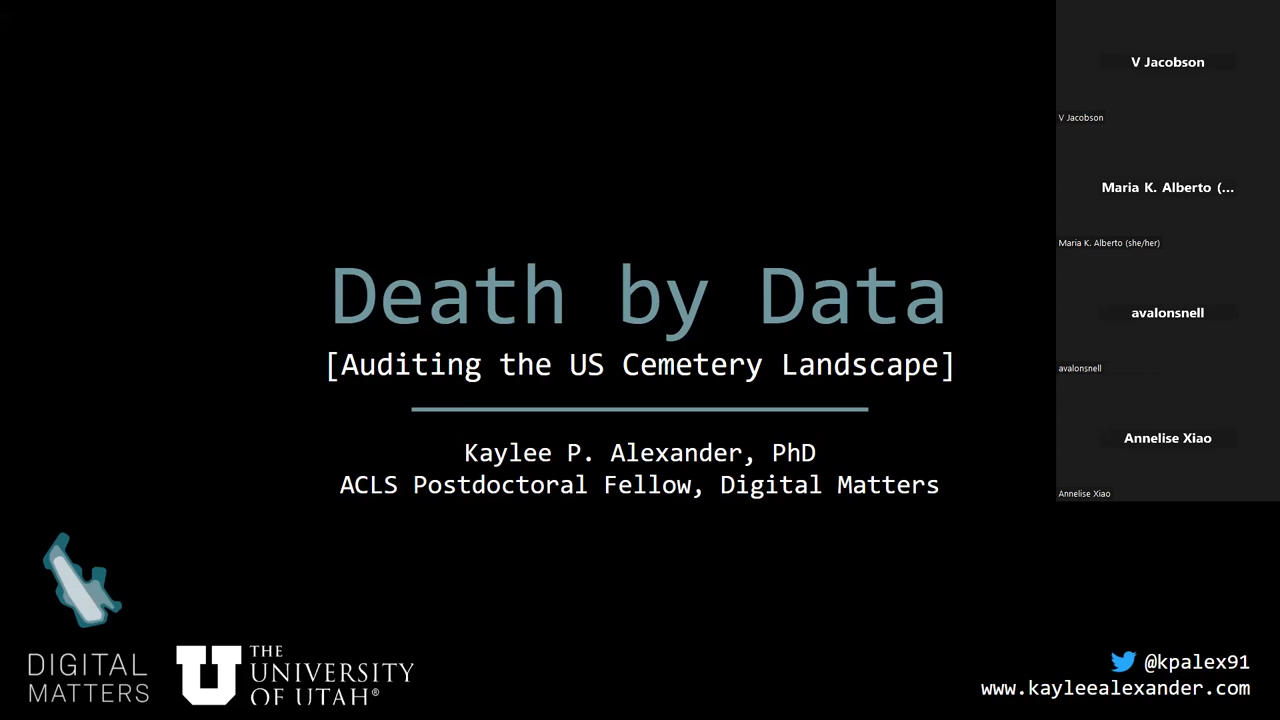 Death by Data
[Auditing the US Cemetery Landscape]
Kaylee P. Alexander, PhD
ACLS Postdoctoral Fellow, Digital Matters
DIGITAL
MATTERS
THE
UNIVERSITY
OF UTAH®
@kpalex91
www.kayleealexander.com
V Jacobson
V Jacobson
Maria K. Alberto (...
Maria K. Alberto (she/her)
avalonsnell
avalonsnell
Annelise Xiao
Annelise Xiao